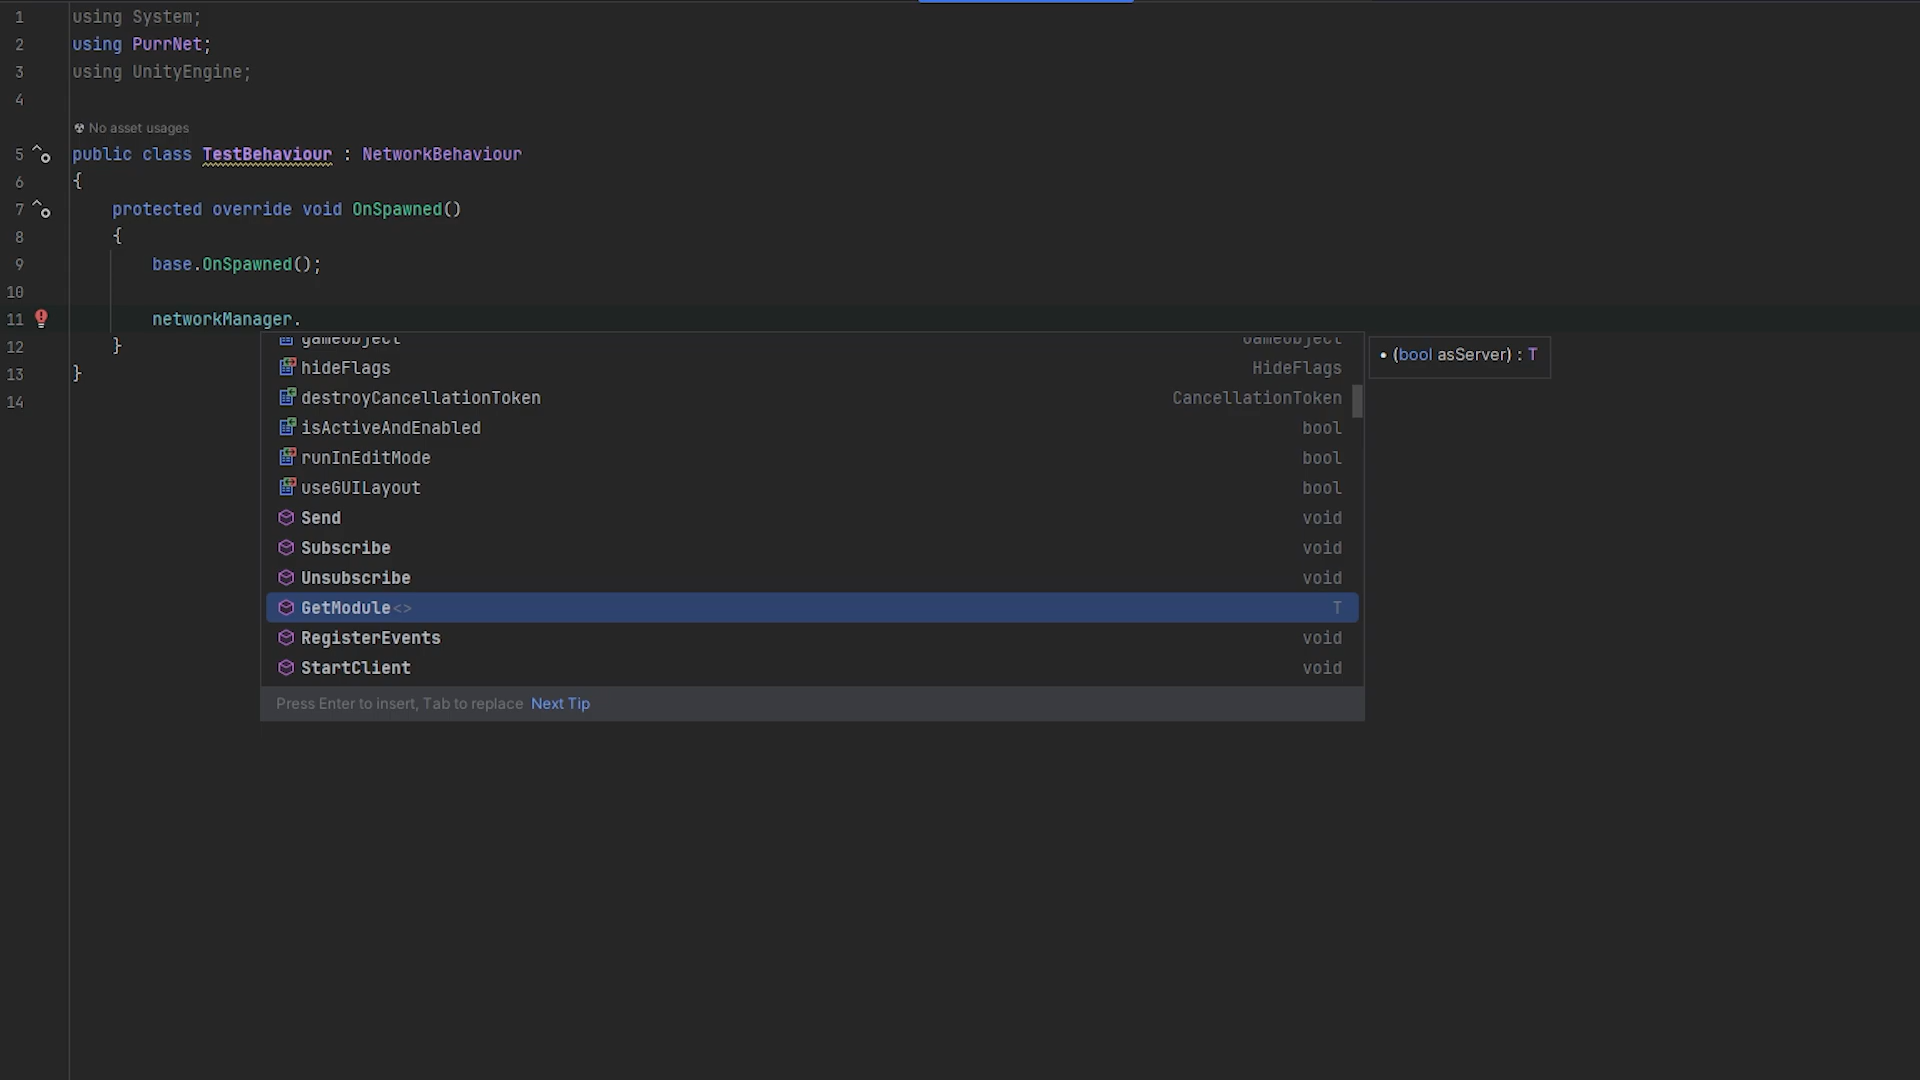 1 using System;
2 using PurrNet;
3 using UnityEngine;
4
No asset usages
5 public class TestBehaviour : NetworkBehaviour
6 {
7 protected override void OnSpawned()
8 {
9 base.OnSpawned();
10
11 networkManager.
12 }
13 }
14
gameObject GameObject
hideFlags HideFlags
destroyCancellationToken CancellationToken
isActiveAndEnabled bool
runInEditMode bool
useGUILayout bool
Send void
Subscribe void
Unsubscribe void
GetModule<> T
RegisterEvents void
StartClient void
Press Enter to insert, Tab to replace Next Tip
• (bool asServer) : T